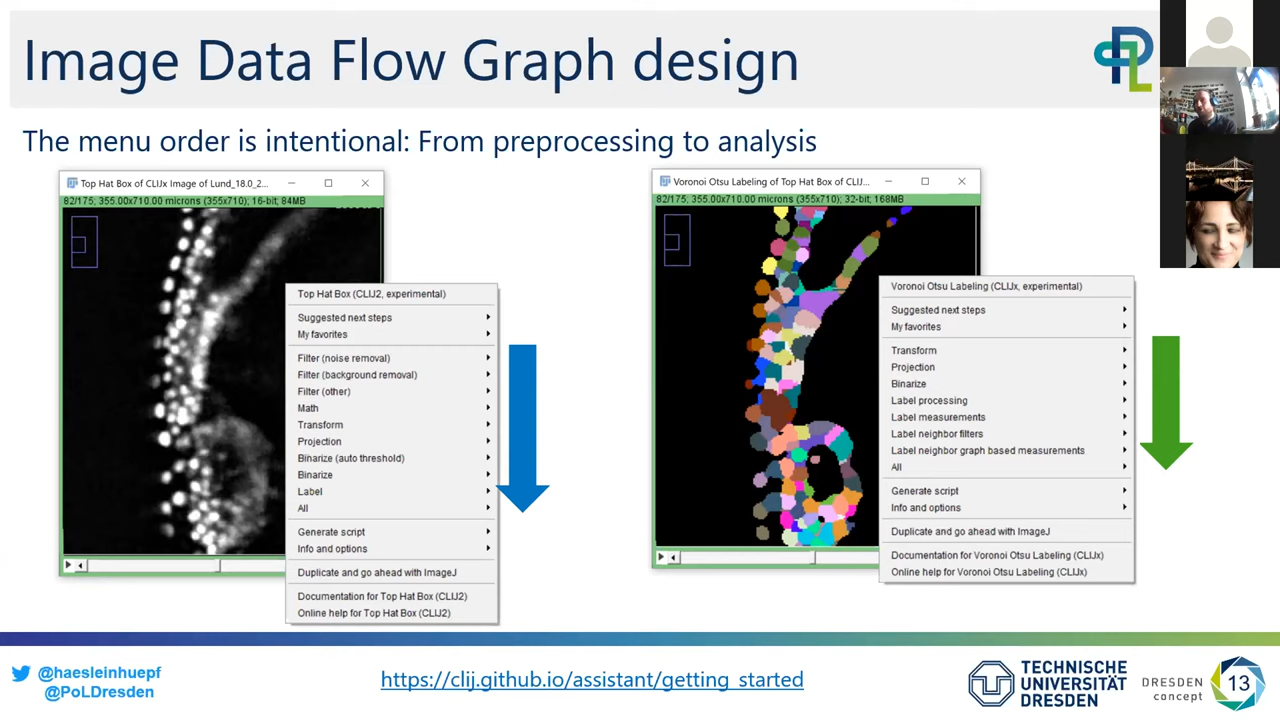 Image Data Flow Graph design
The menu order is intentional: From preprocessing to analysis
Top Hat Box of CLIJx Image of Lund_18.0_2...
82/175; 355.00x710.00 microns (355x710); 16-bit; 84MB
Top Hat Box (CLIJ2, experimental)
Suggested next steps
My favorites
Filter (noise removal)
Filter (background removal)
Filter (other)
Math
Transform
Projection
Binarize (auto threshold)
Binarize
Label
All
Generate script
Info and options
Duplicate and go ahead with ImageJ
Documentation for Top Hat Box (CLIJ2)
Online help for Top Hat Box (CLIJ2)
Voronoi Otsu Labeling of Top Hat Box of CLIJ...
82/175; 355.00x710.00 microns (355x710); 32-bit; 168MB
Voronoi Otsu Labeling (CLIJx, experimental)
Suggested next steps
My favorites
Transform
Projection
Binarize
Label processing
Label measurements
Label neighbor filters
Label neighbor graph based measurements
All
Generate script
Info and options
Duplicate and go ahead with ImageJ
Documentation for Voronoi Otsu Labeling (CLIJx)
Online help for Voronoi Otsu Labeling (CLIJx)
@haesleinhuepf
@PoLDresden
https://clij.github.io/assistant/getting_started
TECHNISCHE
UNIVERSITÄT
DRESDEN
DRESDEN
concept
13